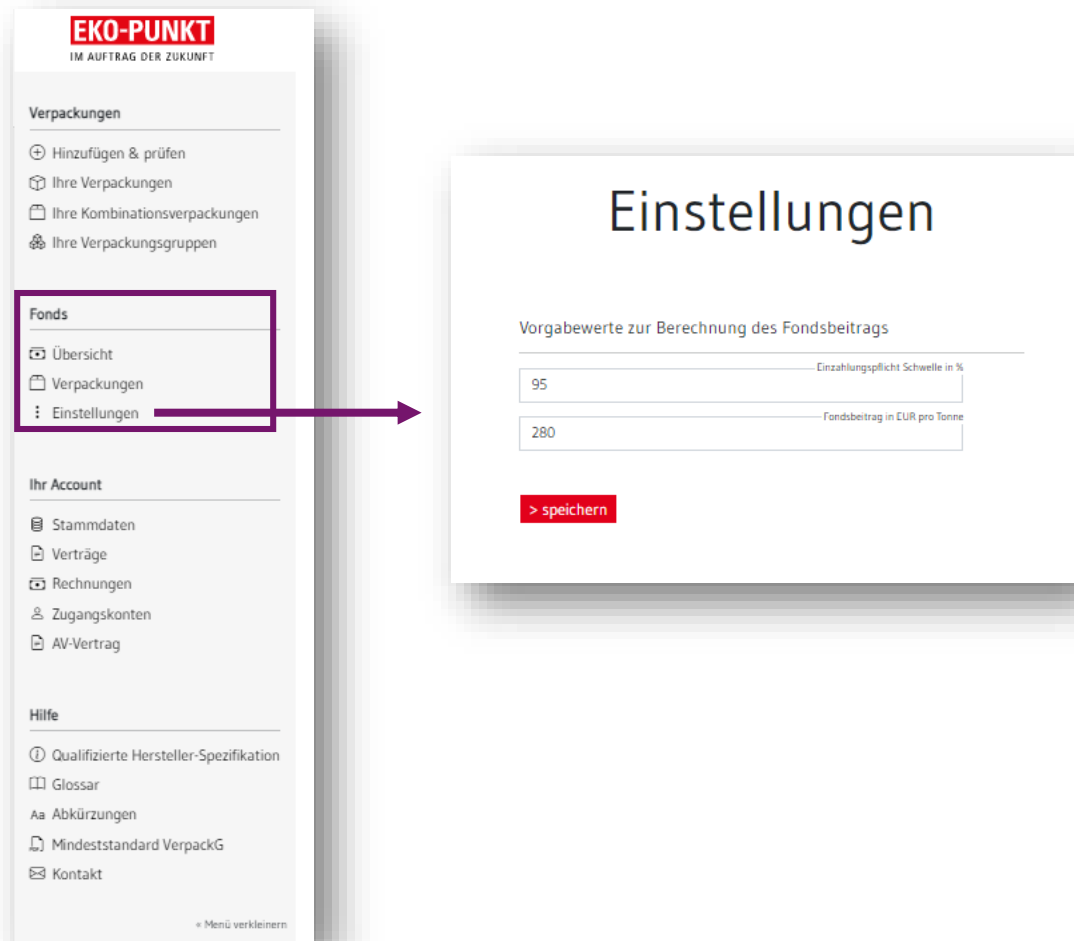 EKO-PUNKT
IM AUFTRAG DER ZUKUNFT
Verpackungen
Hinzufügen & prüfen
Ihre Verpackungen
Ihre Kombinationsverpackungen
Ihre Verpackungsgruppen
Fonds
Übersicht
Verpackungen
Einstellungen
Ihr Account
Stammdaten
Verträge
Rechnungen
Zugangskonten
AV-Vertrag
Hilfe
Qualifizierte Hersteller-Spezifikation
Glossar
Aa Abkürzungen
Mindeststandard VerpackG
Kontakt
« Menü verkleinern
Einstellungen
Vorgabewerte zur Berechnung des Fondsbeitrags
Einzahlungspflicht Schwelle in %
95
Fondsbeitrag in EUR pro Tonne
280
> speichern